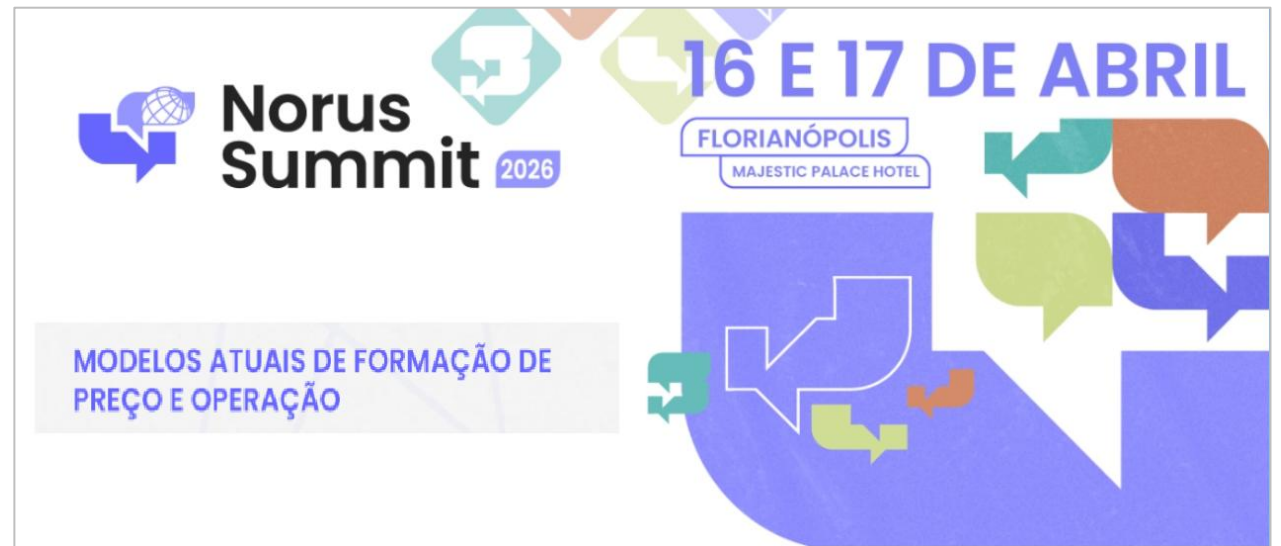 Norus
Summit 2026
16 E 17 DE ABRIL
FLORIANÓPOLIS
MAJESTIC PALACE HOTEL
MODELOS ATUAIS DE FORMAÇÃO DE
PREÇO E OPERAÇÃO